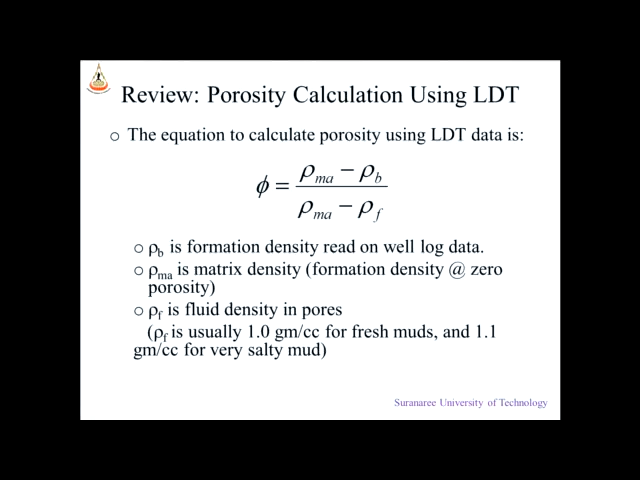 Review: Porosity Calculation Using LDT
o The equation to calculate porosity using LDT data is:
ϕ = (ρma − ρb) / (ρma − ρf)
o ρb is formation density read on well log data.
o ρma is matrix density (formation density @ zero
porosity)
o ρf is fluid density in pores
(ρf is usually 1.0 gm/cc for fresh muds, and 1.1
gm/cc for very salty mud)
Suranaree University of Technology